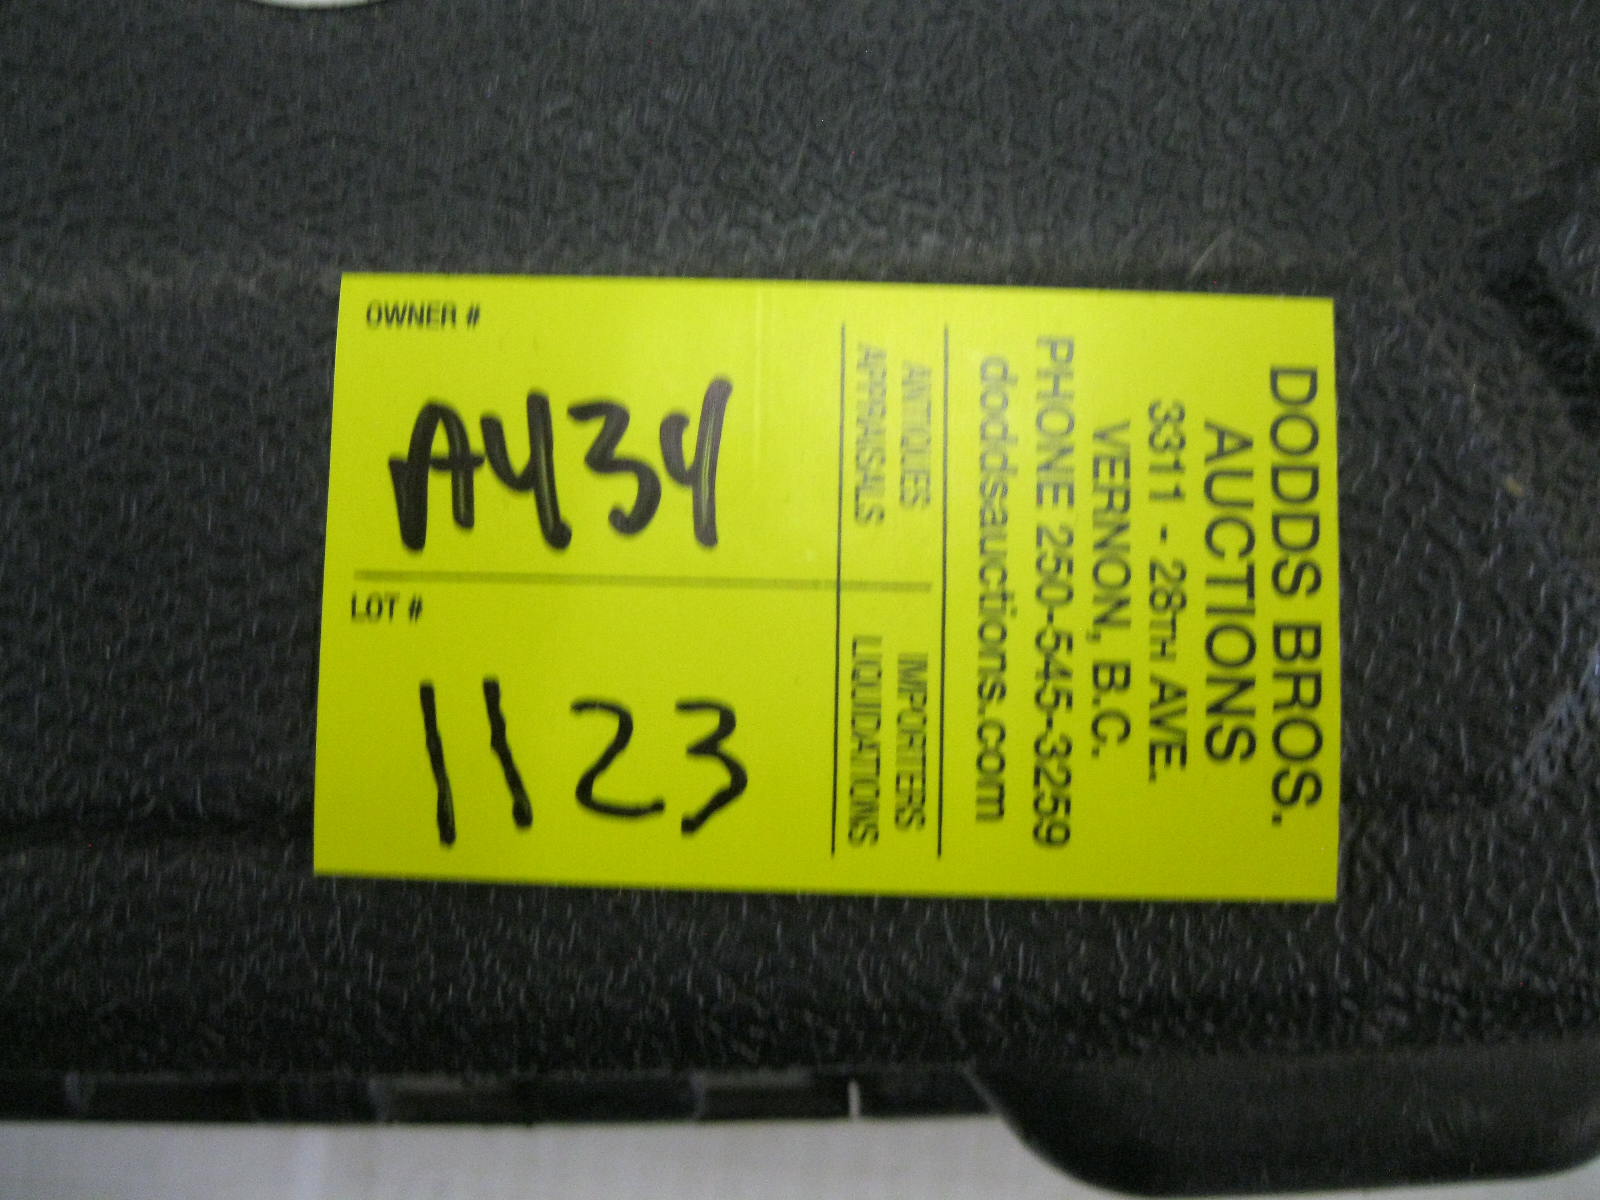 DODDS BROS.
AUCTIONS
3311 - 28TH AVE.
VERNON, B.C.
PHONE 250-545-3259
doddsauctions.com
ANTIQUES IMPORTERS
APPRAISALS LIQUIDATIONS
OWNER #
A434
LOT #
1123